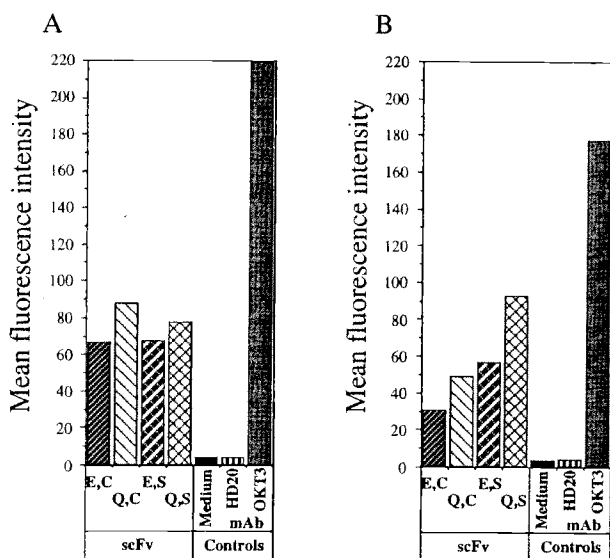 A
Mean fluorescence intensity
220
200
180
160
140
120
100
80
60
40
20
0
E,C
Q,C
E,S
Q,S
Medium
HD20
OKT3
mAb
scFv
Controls
B
Mean fluorescence intensity
220
200
180
160
140
120
100
80
60
40
20
0
E,C
Q,C
E,S
Q,S
Medium
HD20
OKT3
mAb
scFv
Controls